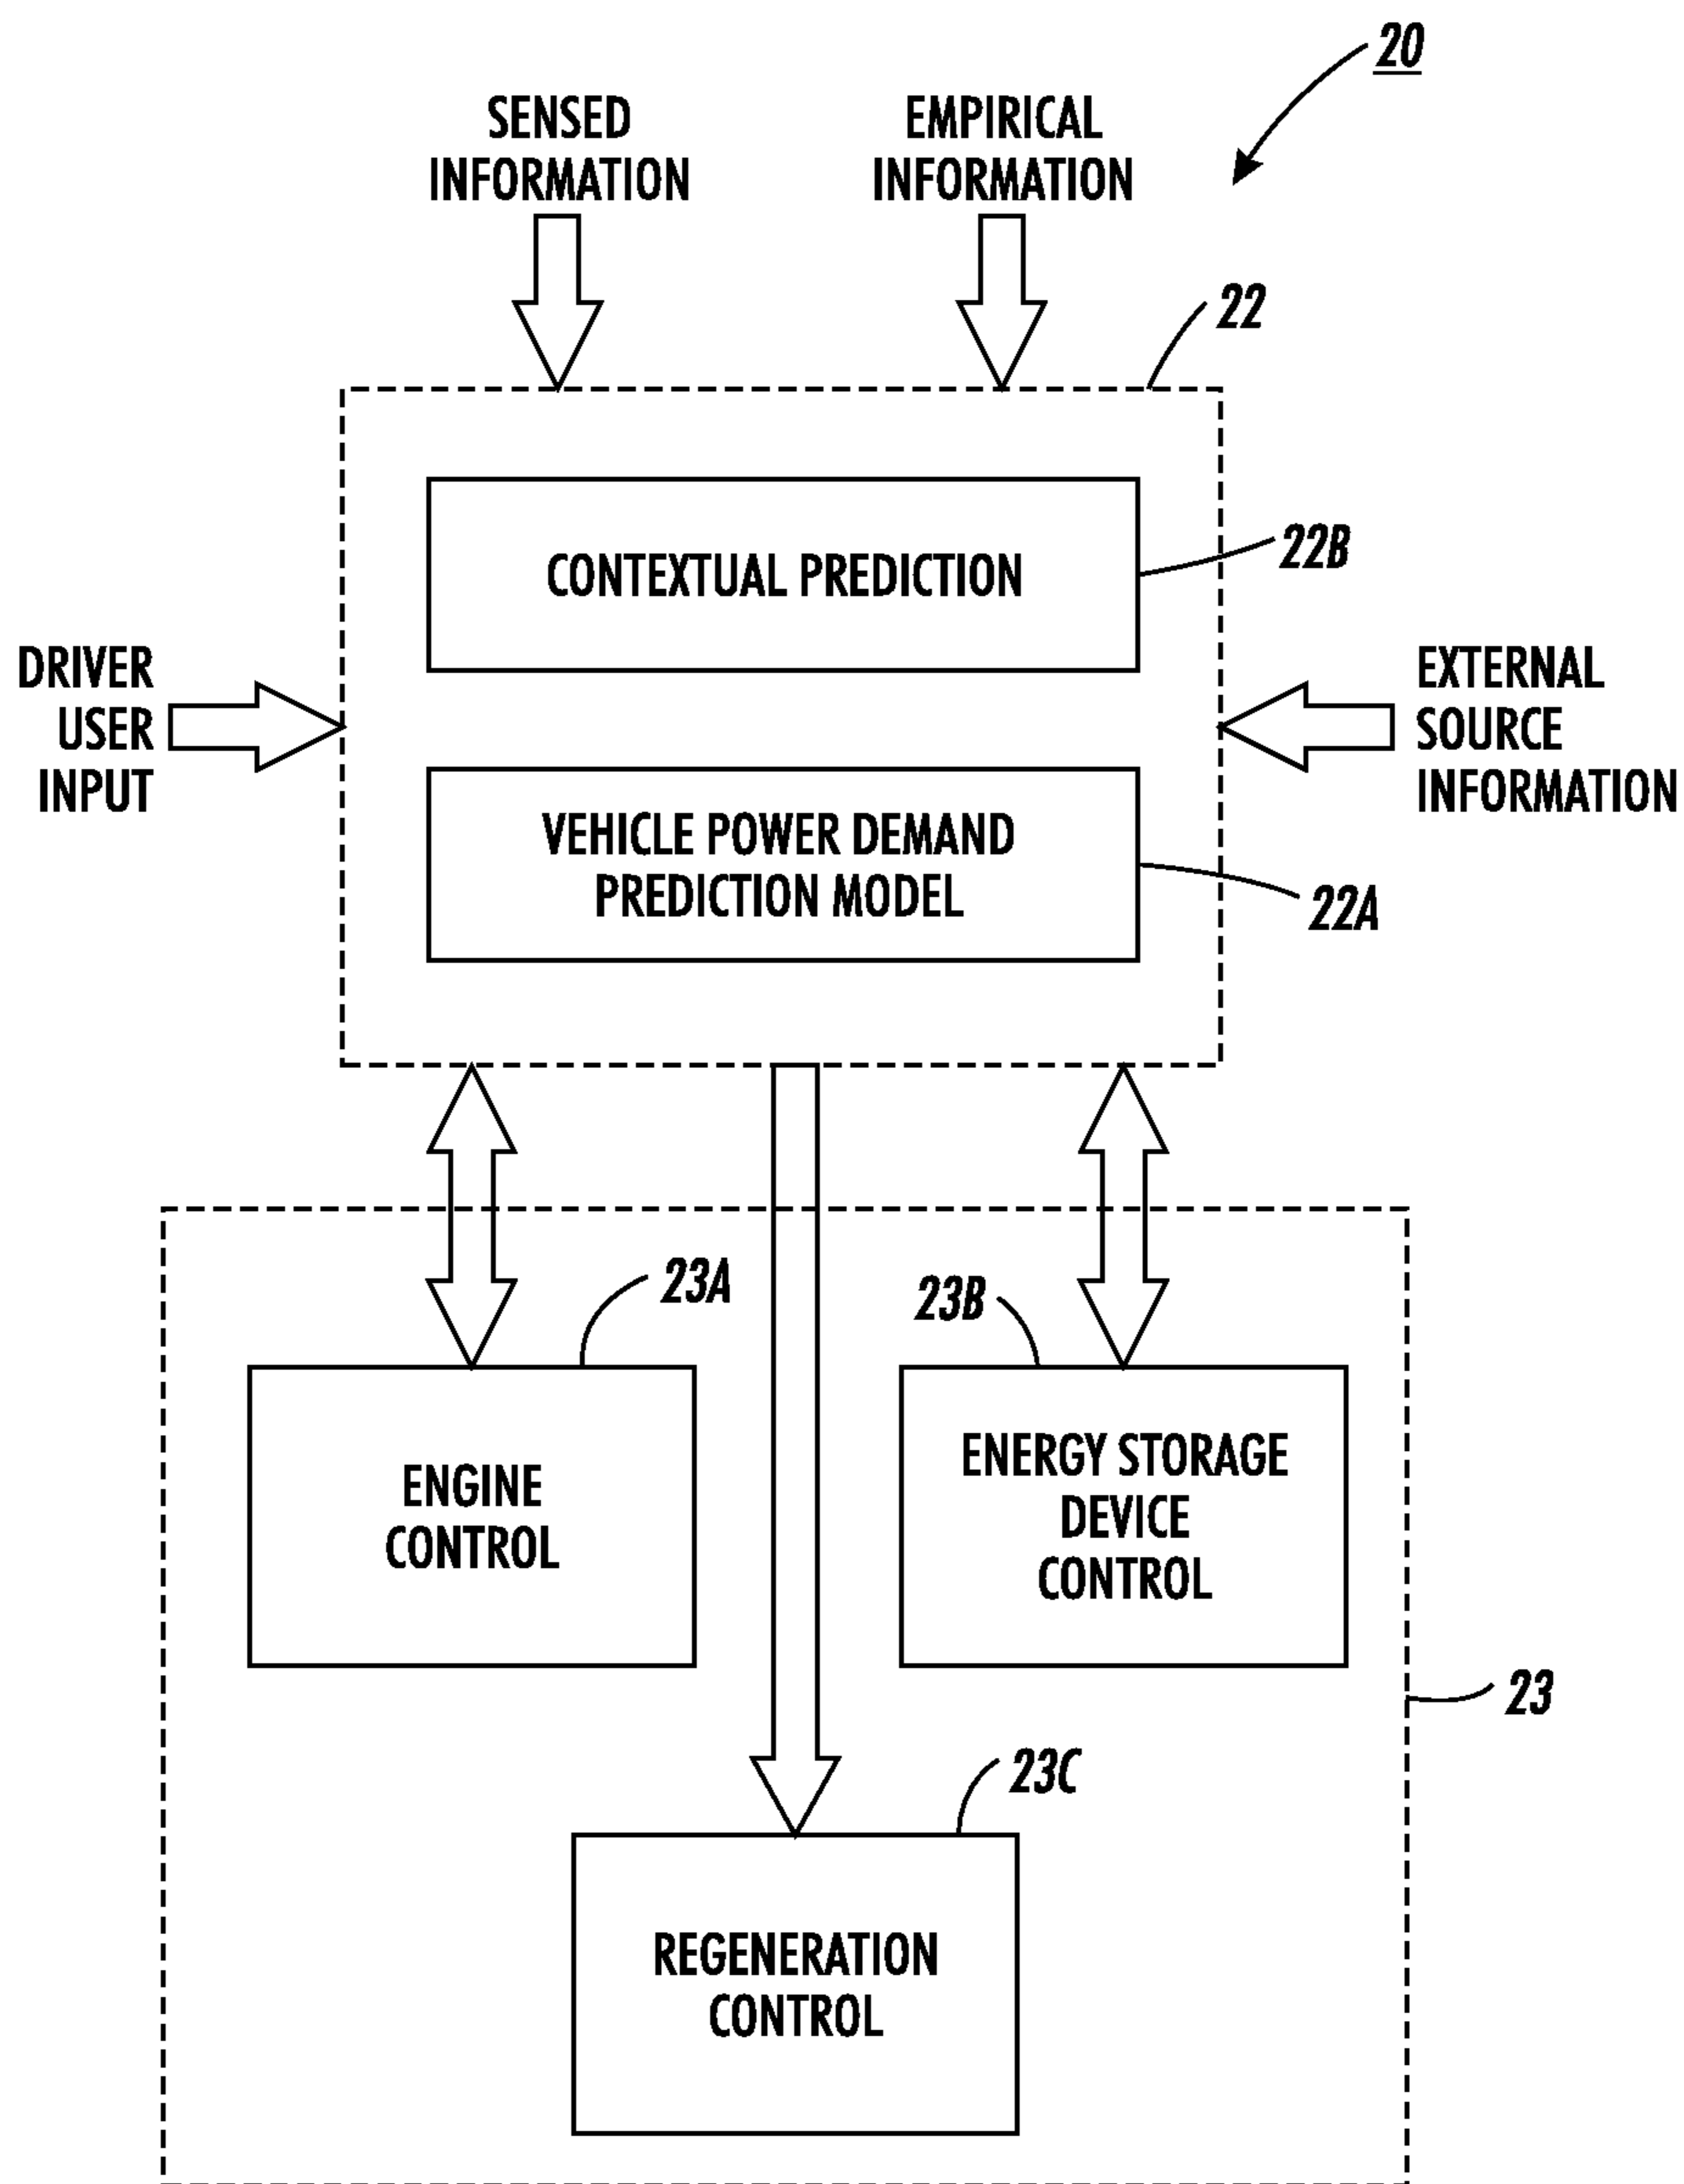 20
SENSED
INFORMATION
EMPIRICAL
INFORMATION
22
CONTEXTUAL PREDICTION
22B
DRIVER
USER
INPUT
EXTERNAL
SOURCE
INFORMATION
VEHICLE POWER DEMAND
PREDICTION MODEL
22A
23A
23B
ENGINE
CONTROL
ENERGY STORAGE
DEVICE
CONTROL
23
23C
REGENERATION
CONTROL